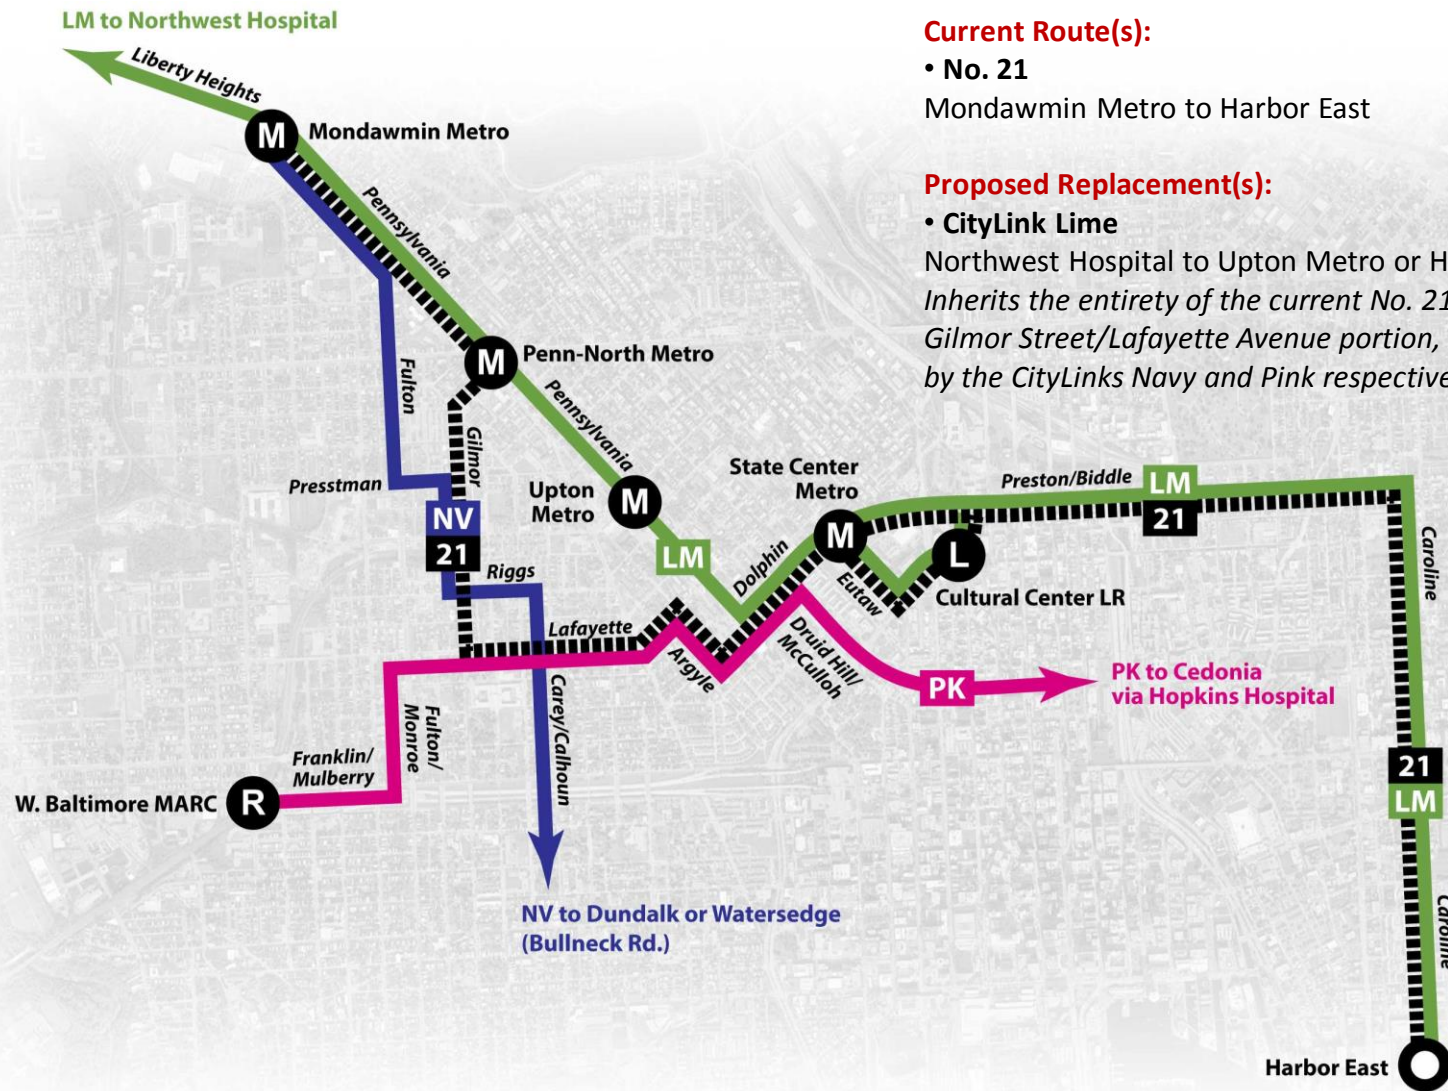 LM to Northwest Hospital
Liberty Heights
M
Mondawmin Metro
Pennsylvania
Fulton
M
Penn-North Metro
Gilmor
Pennsylvania
Presstman
NV
21
Upton
Metro
M
LM
Riggs
Lafayette
Argyle
Dolphin
State Center
Metro
M
Eutaw
L
Cultural Center LR
Preston/Biddle
LM
21
Caroline
Druid Hill/
McCulloh
PK
PK to Cedonia
via Hopkins Hospital
Fulton/
Monroe
Franklin/
Mulberry
W. Baltimore MARC
R
Carey/Calhoun
NV to Dundalk or Watersedge
(Bullneck Rd.)
21
LM
Caroline
Harbor East
Current Route(s):
• No. 21
Mondawmin Metro to Harbor East
Proposed Replacement(s):
• CityLink Lime
Northwest Hospital to Upton Metro or H
Inherits the entirety of the current No. 21
Gilmor Street/Lafayette Avenue portion,
by the CityLinks Navy and Pink respective